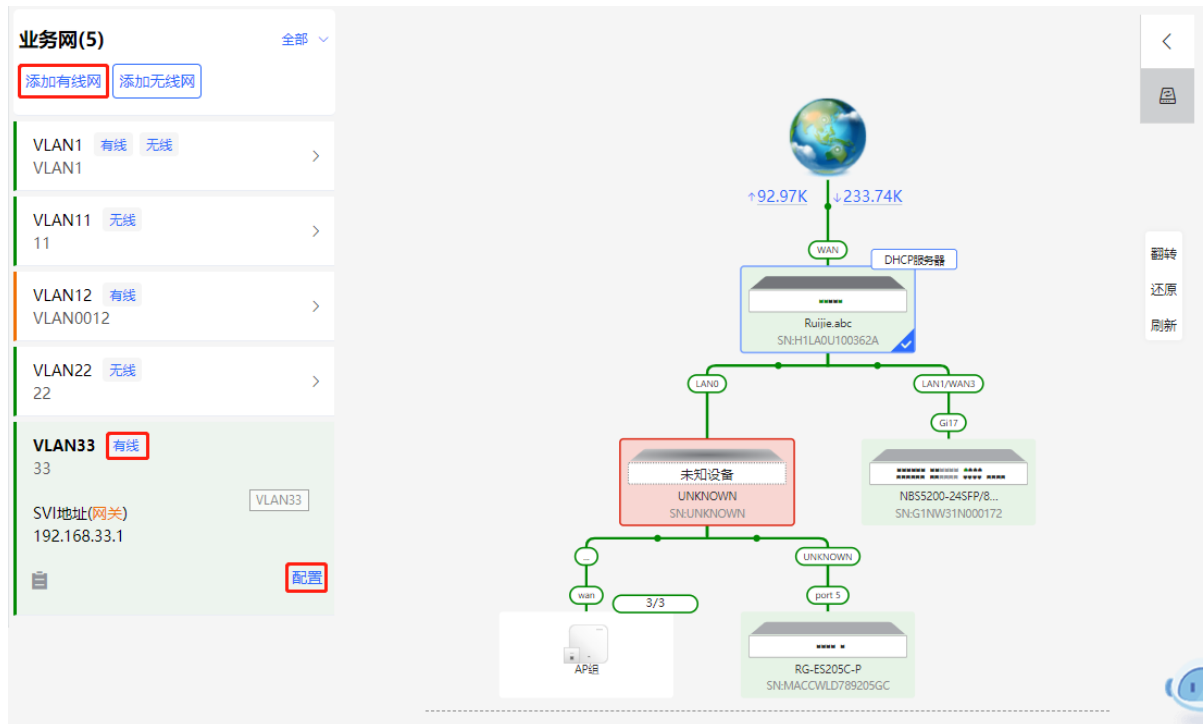 业务网(5)
全部
添加有线网 添加无线网
VLAN1 有线 无线
VLAN1
VLAN11 无线
11
VLAN12 有线
VLAN0012
VLAN22 无线
22
VLAN33 有线
33
VLAN33
SVI地址(网关)
192.168.33.1
配置
↑92.97K ↓233.74K
WAN
DHCP服务器
Ruijie.abc
SN:H1LA0U100362A
LAN0 LAN1/WAN3
Gi17
未知设备
UNKNOWN
SN:UNKNOWN
NBS5200-24SFP/8...
SN:G1NW31N000172
... UNKNOWN
wan 3/3 port 5
AP组
RG-ES205C-P
SN:MACCWLD789205GC
翻转
还原
刷新